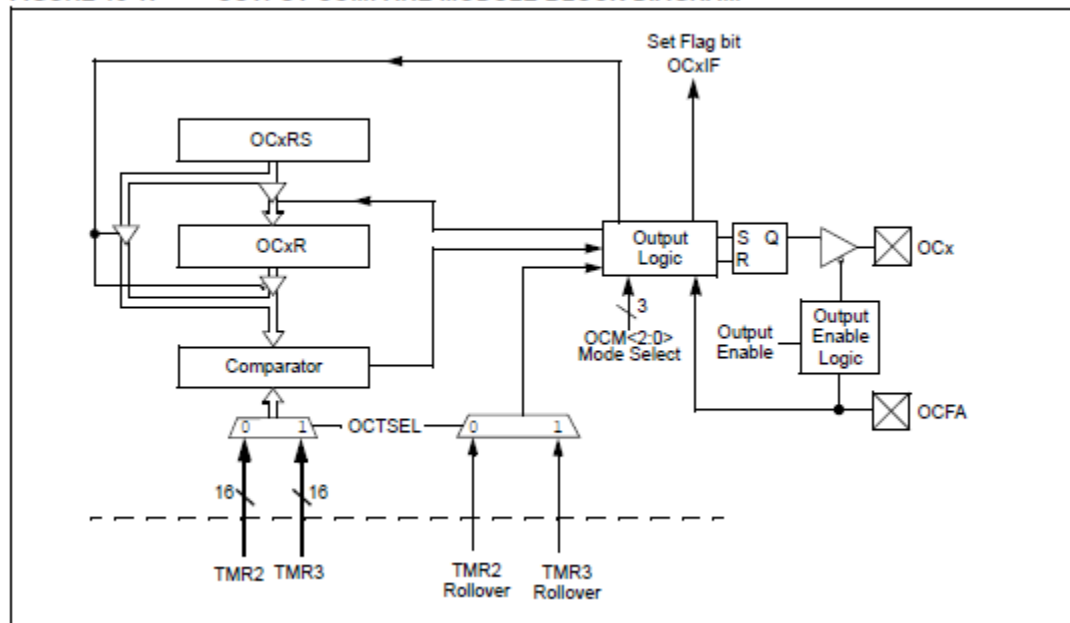 Set Flag bit
OCxIF
OCxRS
OCxR
Output
Logic
S Q
R
OCx
3
OCM<2:0>
Mode Select
Output
Enable
Output
Enable
Logic
Comparator
OCFA
0 1
OCTSEL
0 1
16
16
TMR2
TMR3
TMR2
Rollover
TMR3
Rollover